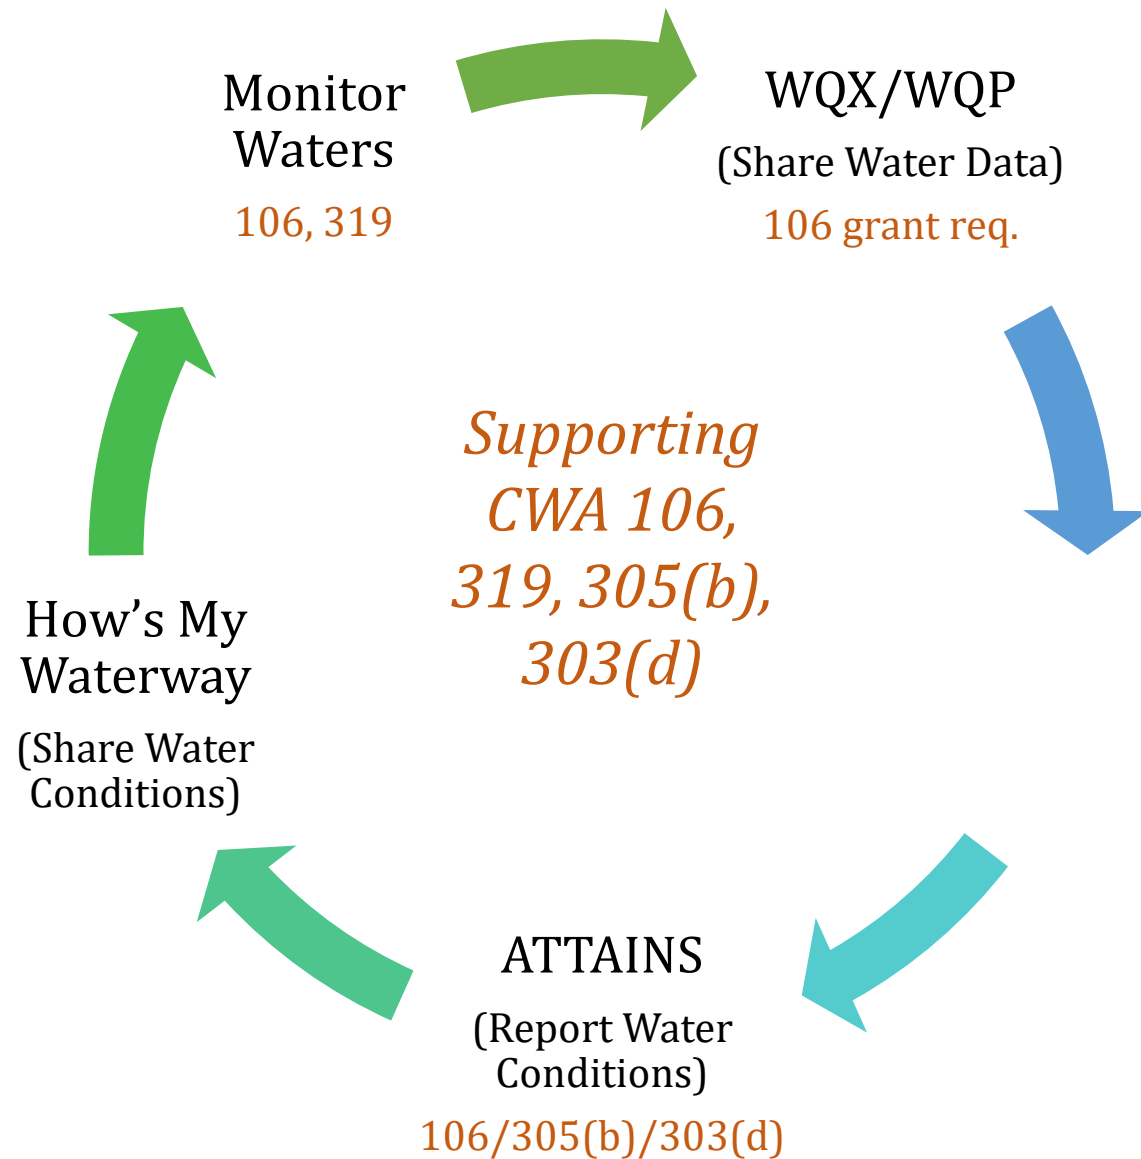 Monitor
Waters
106, 319
WQX/WQP
(Share Water Data)
106 grant req.
Supporting
CWA 106,
319, 305(b),
303(d)
How's My
Waterway
(Share Water
Conditions)
ATTAINS
(Report Water
Conditions)
106/305(b)/303(d)